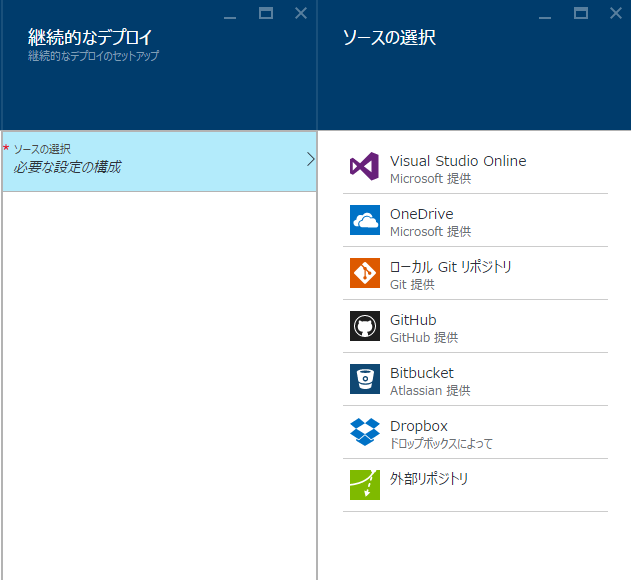 継続的なデプロイ
継続的なデプロイのセットアップ
* ソースの選択
必要な設定の構成
ソースの選択
Visual Studio Online
Microsoft 提供
OneDrive
Microsoft 提供
ローカル Git リポジトリ
Git 提供
GitHub
GitHub 提供
Bitbucket
Atlassian 提供
Dropbox
ドロップボックスによって
外部リポジトリ